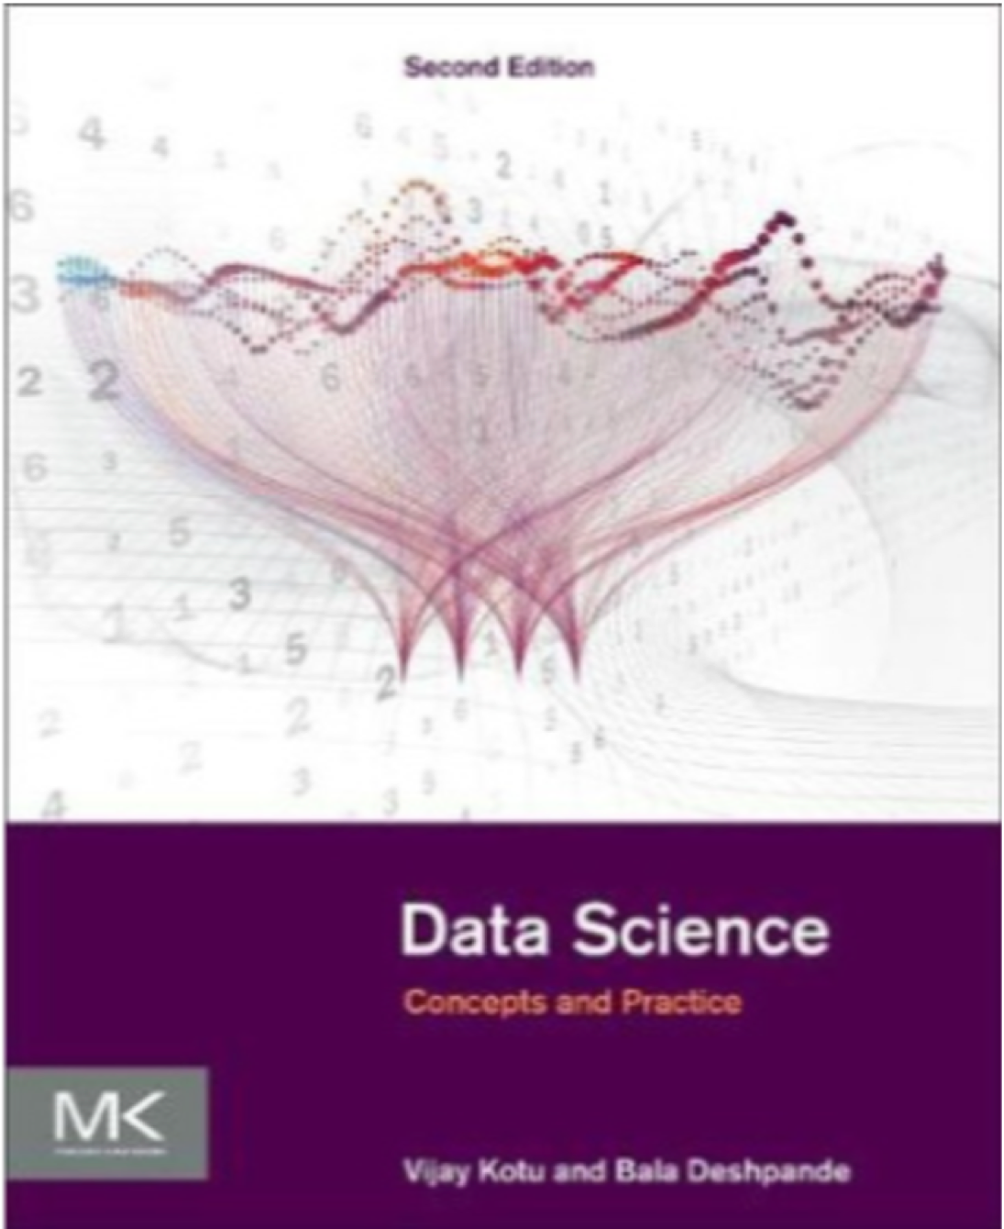 Second Edition
Data Science
Concepts and Practice
MK
Vijay Kotu and Bala Deshpande